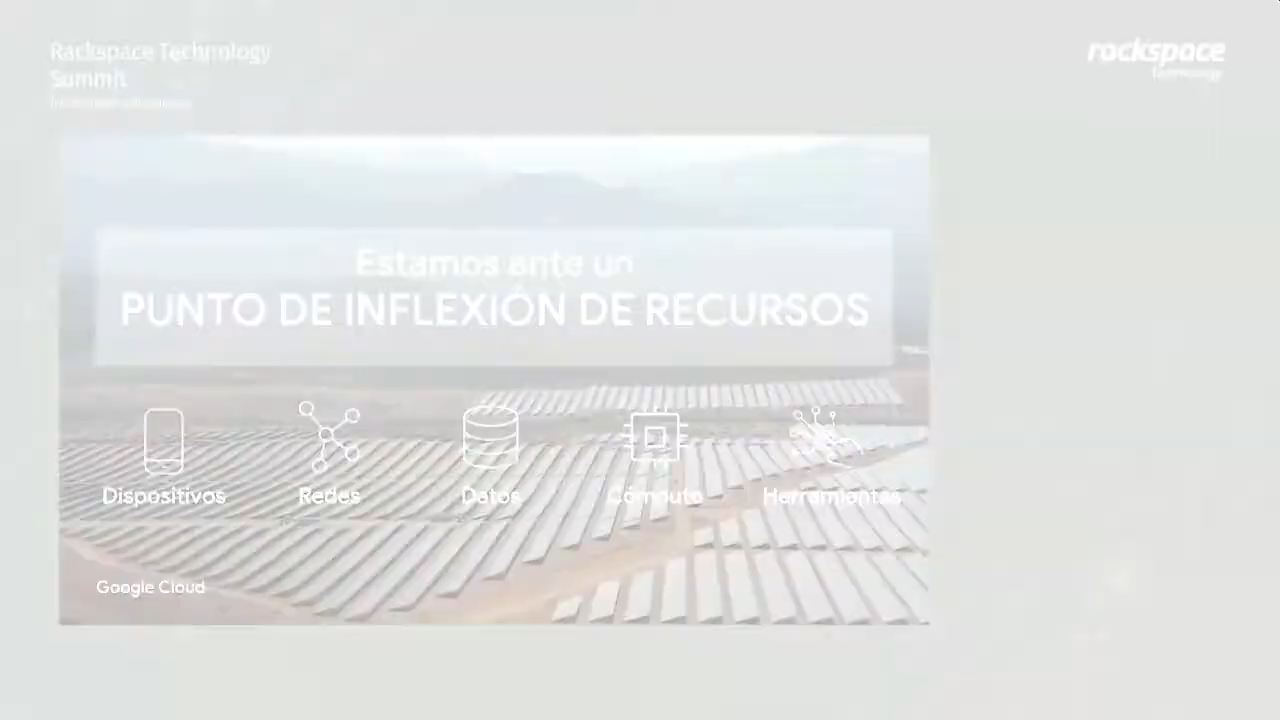 Rackspace Technology
Summit
rackspace
technology
Estamos ante un
PUNTO DE INFLEXIÓN DE RECURSOS
Dispositivos
Redes
Datos
Cómputo
Herramientas
Google Cloud